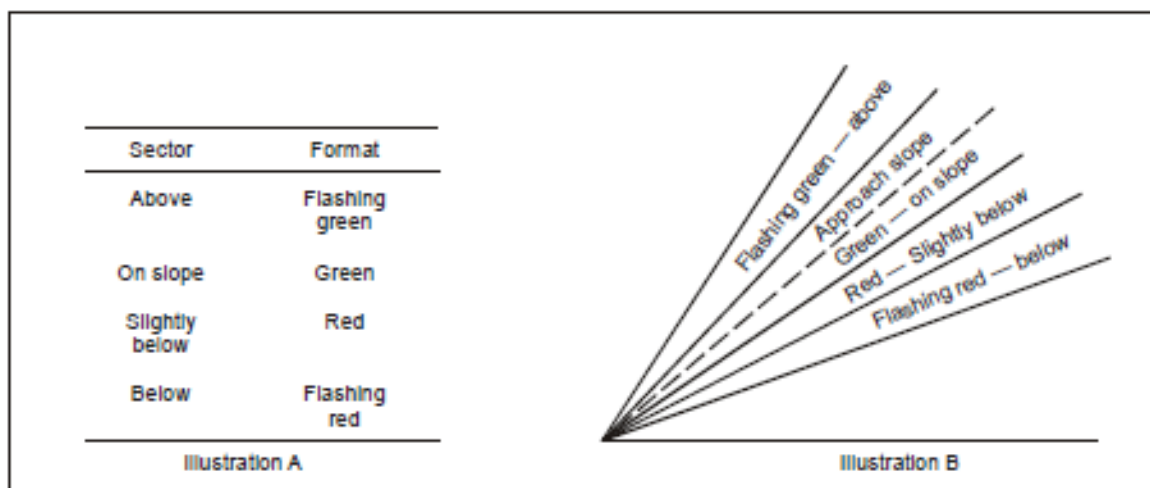 Sector Format
Above Flashing
green
On slope Green
Slightly Red
below
Below Flashing
red
Illustration A
Flashing green — above
Approach slope
Green — on slope
Red — Slightly below
Flashing red — below
Illustration B